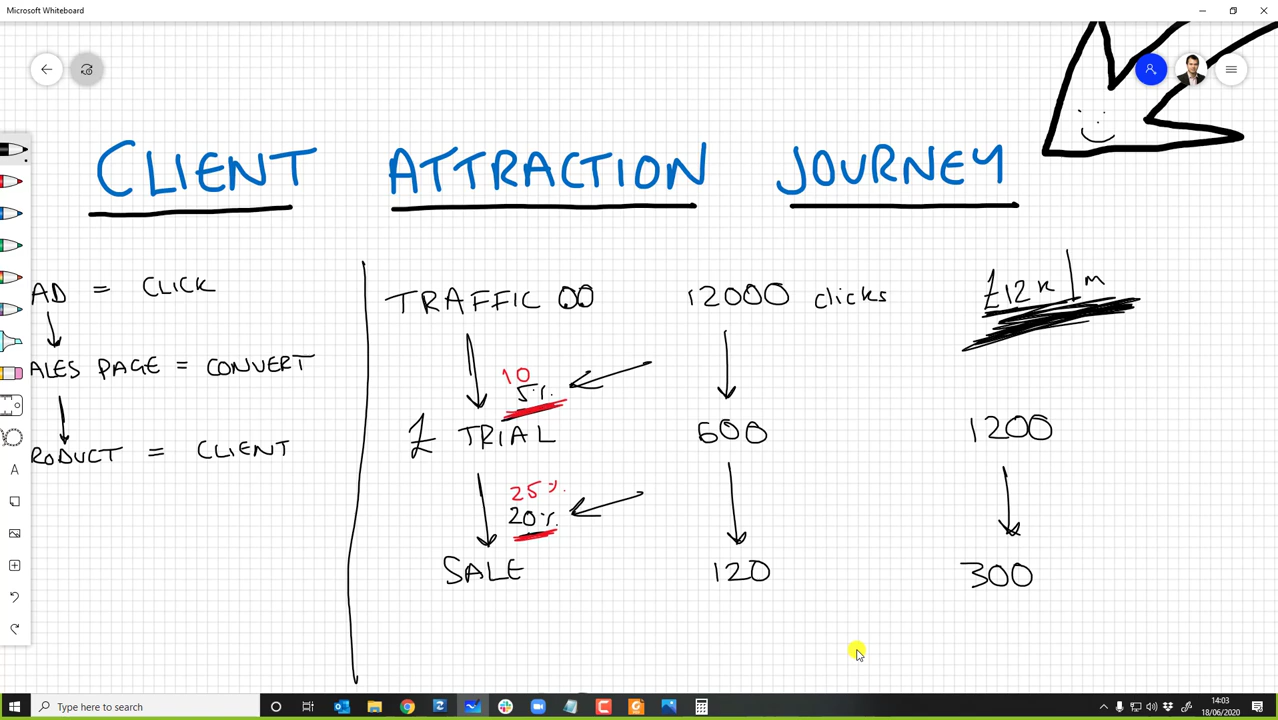 Microsoft Whiteboard
CLIENT ATTRACTION JOURNEY
AD = CLICK
ALES PAGE = CONVERT
RODUCT = CLIENT
TRAFFIC 00
10
5%
£ TRIAL
25%
20%
SALE
12000 clicks
600
120
£12K/m
1200
300
A
Type here to search
14:03
18/06/2020